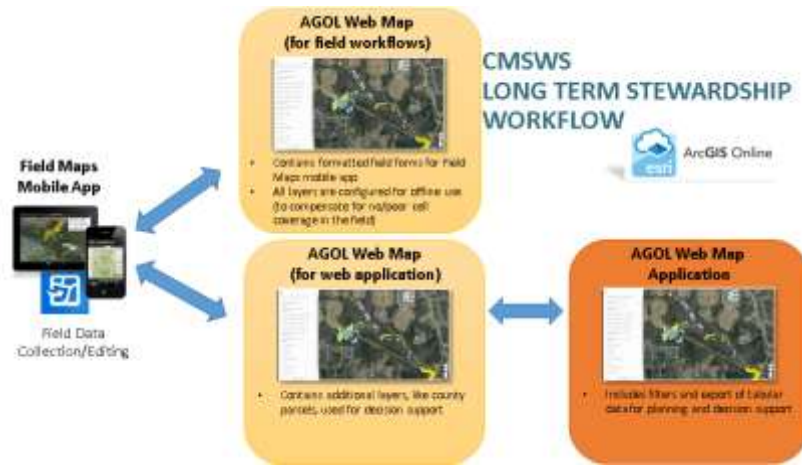 AGOL Web Map
(for field workflows)
• Contains formatted field forms for Field
Maps mobile app
• All layers are configured for offline use
(to compensate for no/poor cell
coverage in the field)
CMSWS
LONG TERM STEWARDSHIP
WORKFLOW
esri
ArcGIS Online
Field Maps
Mobile App
Field Data
Collection/Editing
AGOL Web Map
(for web application)
• Contains additional layers, like county
parcels, used for decision support
AGOL Web Map
Application
• Includes filters and export of tabular
data for planning and decision support